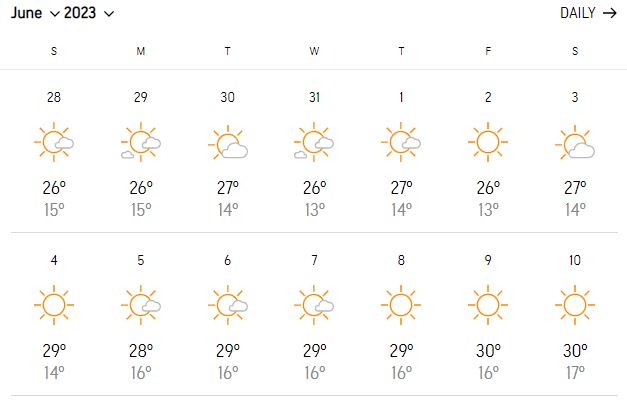 June 2023 DAILY →
S M T W T F S
28 29 30 31 1 2 3
26° 26° 27° 26° 27° 26° 27°
15° 15° 14° 13° 14° 13° 14°
4 5 6 7 8 9 10
29° 28° 29° 29° 29° 30° 30°
14° 16° 16° 16° 16° 16° 17°